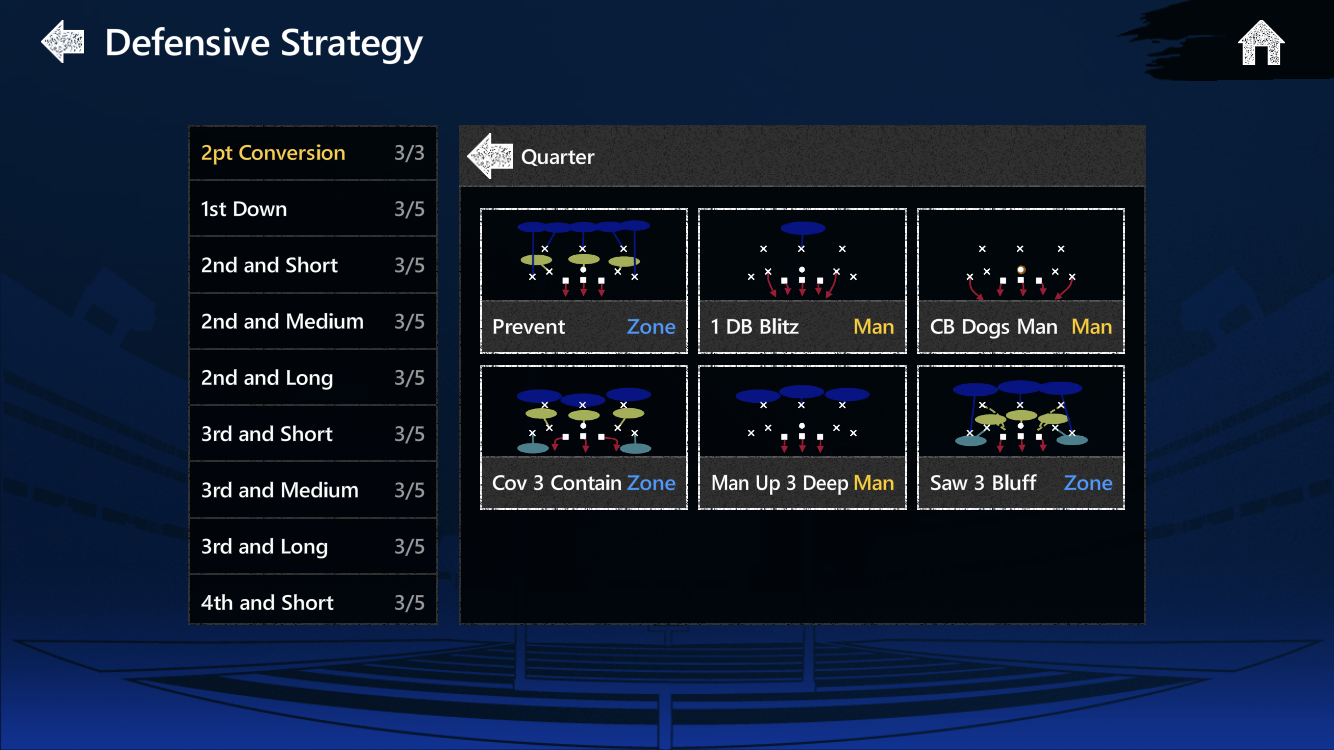 Defensive Strategy
2pt Conversion 3/3
1st Down 3/5
2nd and Short 3/5
2nd and Medium 3/5
2nd and Long 3/5
3rd and Short 3/5
3rd and Medium 3/5
3rd and Long 3/5
4th and Short 3/5
Quarter
Prevent Zone
1 DB Blitz Man
CB Dogs Man Man
Cov 3 Contain Zone
Man Up 3 Deep Man
Saw 3 Bluff Zone